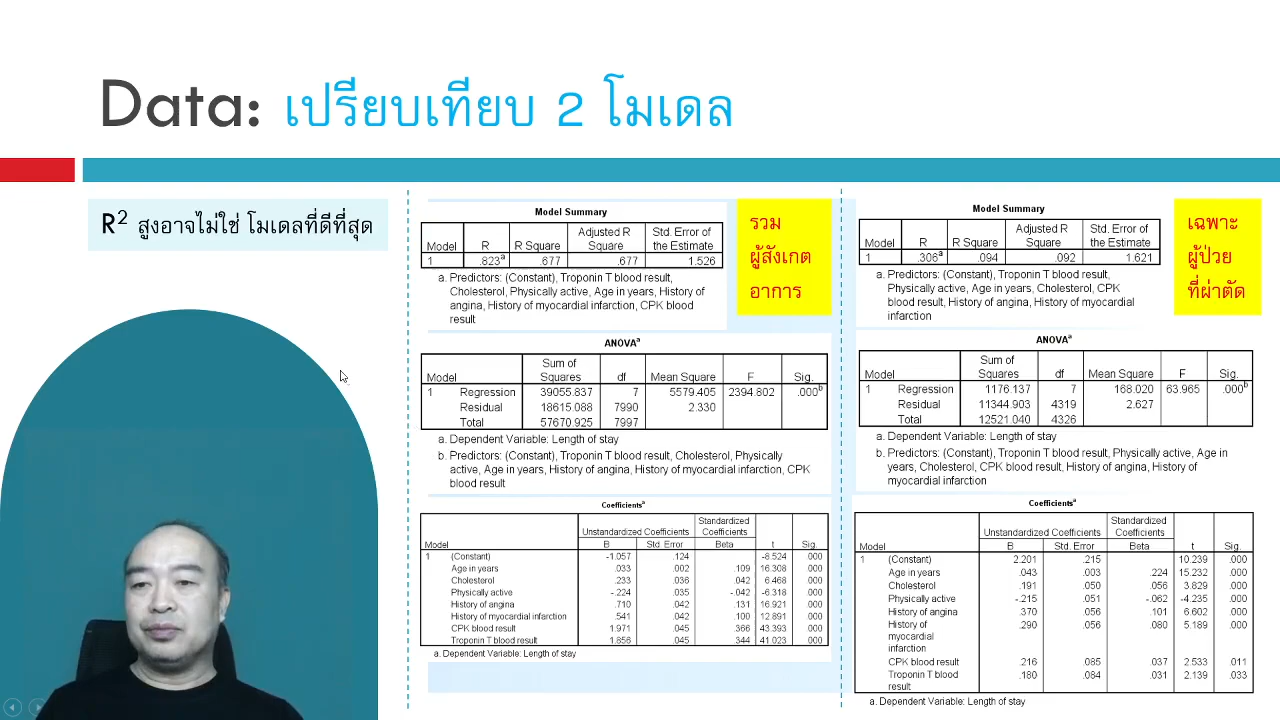 Data: เปรียบเทียบ 2 โมเดล
R2 สูงอาจไม่ใช่ โมเดลที่ดีที่สุด
Model Summary
Model R R Square Adjusted R Square Std. Error of the Estimate
1 .823a .677 .677 1.526
a. Predictors: (Constant), Troponin T blood result,
Cholesterol, Physically active, Age in years, History of
angina, History of myocardial infarction, CPK blood
result
รวม
ผู้สังเกต
อาการ
ANOVAa
Model Sum of Squares df Mean Square F Sig.
1 Regression 39055.837 7 5579.405 2394.802 .000b
Residual 18615.088 7990 2.330
Total 57670.925 7997
a. Dependent Variable: Length of stay
b. Predictors: (Constant), Troponin T blood result, Cholesterol, Physically
active, Age in years, History of angina, History of myocardial infarction, CPK
blood result
Coefficientsa
Unstandardized Coefficients Standardized Coefficients
Model B Std. Error Beta t Sig.
1 (Constant) -1.057 .124 -8.524 .000
Age in years .033 .002 .109 16.308 .000
Cholesterol .233 .036 .042 6.468 .000
Physically active -.224 .035 -.042 -6.318 .000
History of angina .710 .042 .131 16.921 .000
History of myocardial infarction .541 .042 .100 12.891 .000
CPK blood result 1.971 .045 .366 43.393 .000
Troponin T blood result 1.856 .045 .344 41.023 .000
a. Dependent Variable: Length of stay
Model Summary
Model R R Square Adjusted R Square Std. Error of the Estimate
1 .306a .094 .092 1.621
a. Predictors: (Constant), Troponin T blood result,
Physically active, Age in years, Cholesterol, CPK
blood result, History of angina, History of myocardial
infarction
เฉพาะ
ผู้ป่วย
ที่ผ่าตัด
ANOVAa
Model Sum of Squares df Mean Square F Sig.
1 Regression 1176.137 7 168.020 63.965 .000b
Residual 11344.903 4319 2.627
Total 12521.040 4326
a. Dependent Variable: Length of stay
b. Predictors: (Constant), Troponin T blood result, Physically active, Age in
years, Cholesterol, CPK blood result, History of angina, History of
myocardial infarction
Coefficientsa
Unstandardized Coefficients Standardized Coefficients
Model B Std. Error Beta t Sig.
1 (Constant) 2.201 .215 10.239 .000
Age in years .043 .003 .224 15.232 .000
Cholesterol .191 .050 .056 3.829 .000
Physically active -.215 .051 -.062 -4.235 .000
History of angina .370 .056 .101 6.602 .000
History of myocardial infarction .290 .056 .080 5.189 .000
CPK blood result .216 .085 .037 2.533 .011
Troponin T blood result .180 .084 .031 2.139 .033
a. Dependent Variable: Length of stay